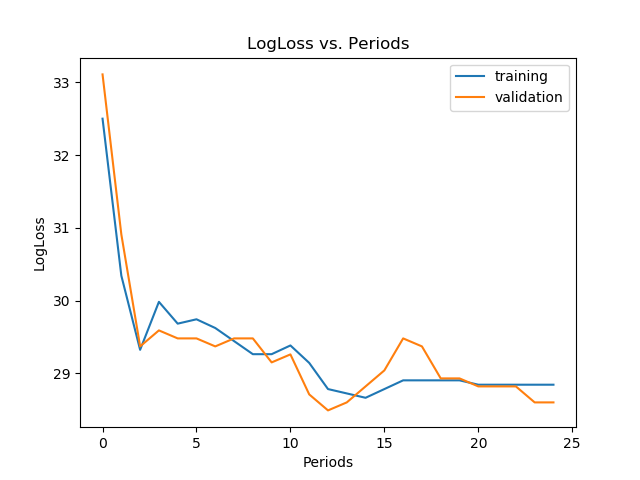 LogLoss vs. Periods
training
validation
33
32
31
30
29
LogLoss
0 5 10 15 20 25
Periods